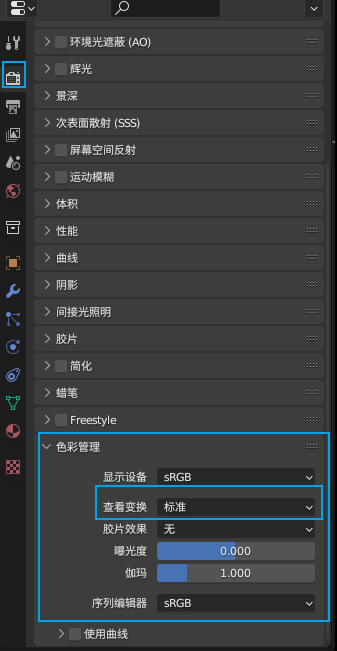 环境光遮蔽 (AO)
辉光
景深
次表面散射 (SSS)
屏幕空间反射
运动模糊
体积
性能
曲线
阴影
间接光照明
胶片
简化
蜡笔
Freestyle
色彩管理
显示设备 sRGB
查看变换 标准
胶片效果 无
曝光度 0.000
伽玛 1.000
序列编辑器 sRGB
使用曲线